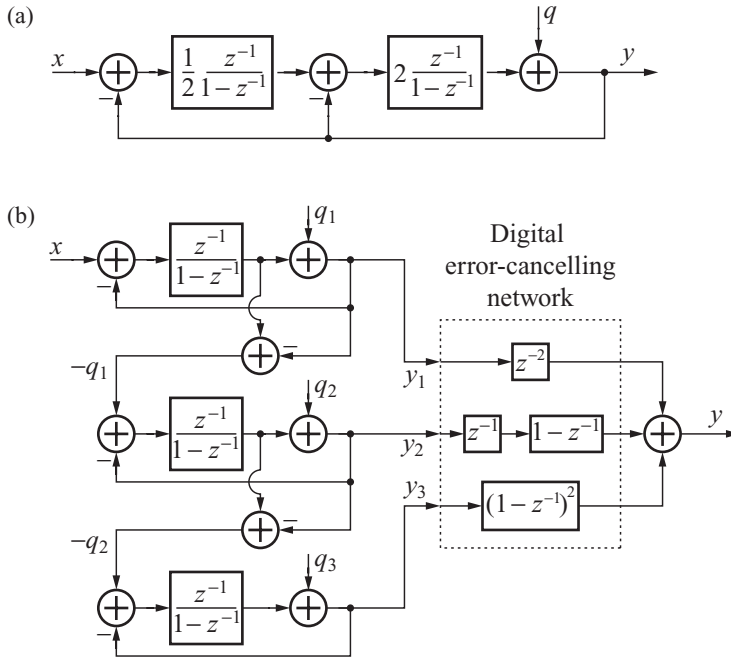 (a)
q
x
1/2 z⁻¹/(1 − z⁻¹)
2 z⁻¹/(1 − z⁻¹)
y
−
−
(b)
q₁
x
z⁻¹/(1 − z⁻¹)
−
−
Digital
error-cancelling
network
−q₁
y₁
z⁻²
q₂
z⁻¹/(1 − z⁻¹)
−
y₂
z⁻¹
1 − z⁻¹
y
−
y₃
(1 − z⁻¹)²
−q₂
q₃
z⁻¹/(1 − z⁻¹)
−